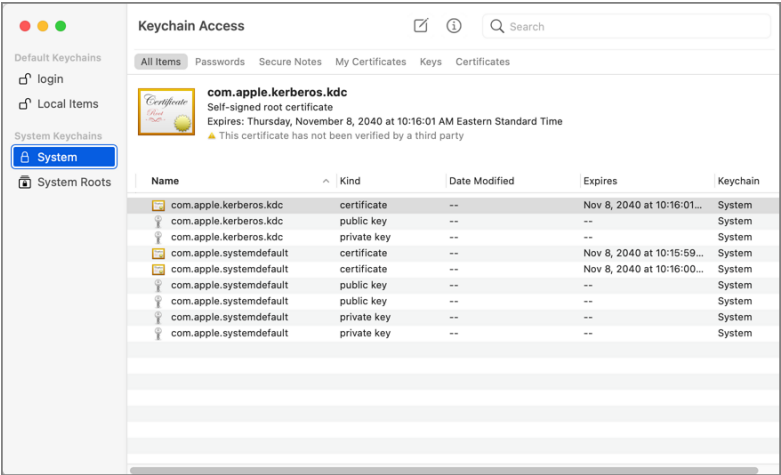 Keychain Access
Search
Default Keychains
login
Local Items
System Keychains
System
System Roots
All Items Passwords Secure Notes My Certificates Keys Certificates
Certificate
Root
com.apple.kerberos.kdc
Self-signed root certificate
Expires: Thursday, November 8, 2040 at 10:16:01 AM Eastern Standard Time
This certificate has not been verified by a third party
Name Kind Date Modified Expires Keychain
com.apple.kerberos.kdc certificate -- Nov 8, 2040 at 10:16:01... System
com.apple.kerberos.kdc public key -- -- System
com.apple.kerberos.kdc private key -- -- System
com.apple.systemdefault certificate -- Nov 8, 2040 at 10:15:59... System
com.apple.systemdefault certificate -- Nov 8, 2040 at 10:16:00... System
com.apple.systemdefault public key -- -- System
com.apple.systemdefault public key -- -- System
com.apple.systemdefault private key -- -- System
com.apple.systemdefault private key -- -- System